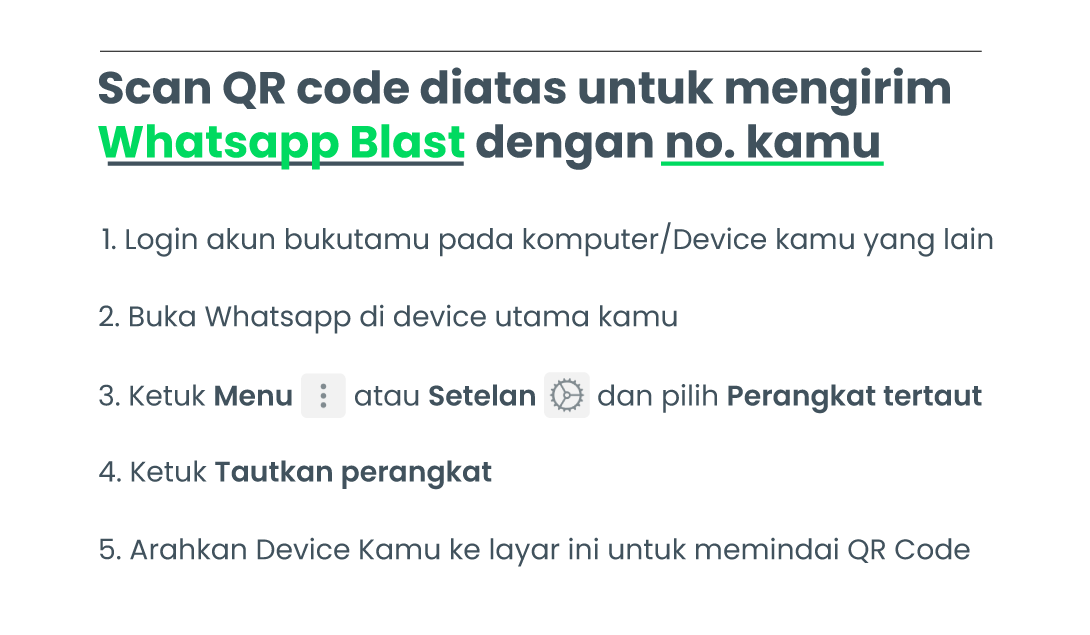 Scan QR code diatas untuk mengirim
Whatsapp Blast dengan no. kamu
1. Login akun bukutamu pada komputer/Device kamu yang lain
2. Buka Whatsapp di device utama kamu
3. Ketuk Menu atau Setelan dan pilih Perangkat tertaut
4. Ketuk Tautkan perangkat
5. Arahkan Device Kamu ke layar ini untuk memindai QR Code